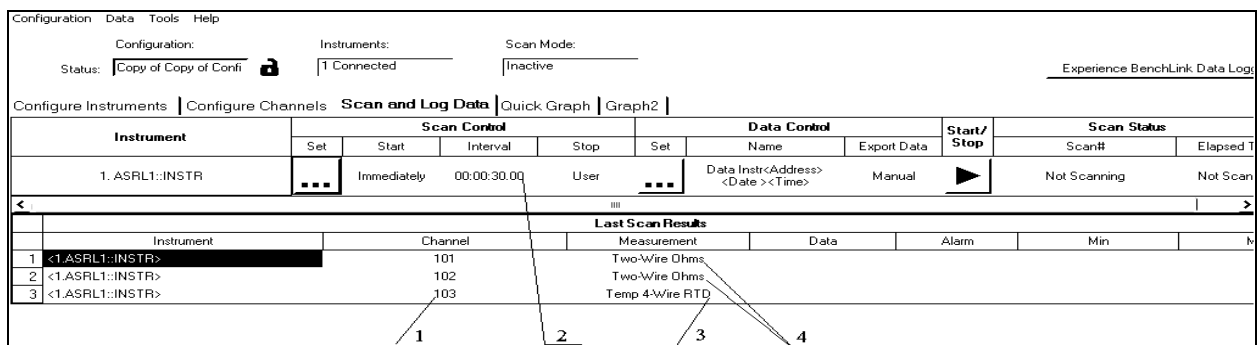 Configuration Data Tools Help
Configuration: Instruments: Scan Mode:
Status: Copy of Copy of Confi 1 Connected Inactive
Experience BenchLink Data Logg
Configure Instruments Configure Channels Scan and Log Data Quick Graph Graph2
Instrument Scan Control Data Control Start/Stop Scan Status
Set Start Interval Stop Set Name Export Data Scan# Elapsed T
1. ASRL1::INSTR ... Immediately 00:00:30.00 User ... Data Instr<Address> <Date ><Time> Manual Not Scanning Not Scan
Last Scan Results
Instrument Channel Measurement Data Alarm Min M
1 <1.ASRL1::INSTR> 101 Two-Wire Ohms
2 <1.ASRL1::INSTR> 102 Two-Wire Ohms
3 <1.ASRL1::INSTR> 103 Temp 4-Wire RTD
1 2 3 4